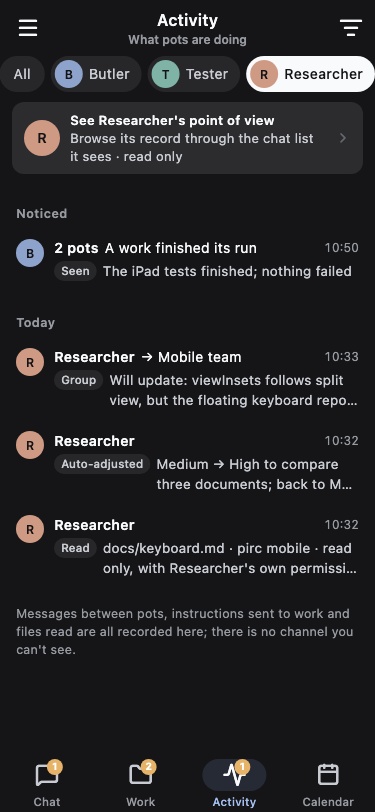 Activity
What pots are doing
All
B Butler
T Tester
R Researcher
See Researcher's point of view
R
Browse its record through the chat list
it sees · read only
Noticed
B
2 pots A work finished its run 10:50
Seen The iPad tests finished; nothing failed
Today
R
Researcher → Mobile team 10:33
Group Will update: viewInsets follows split
view, but the floating keyboard repo...
R
Researcher 10:32
Auto-adjusted Medium → High to compare
three documents; back to M...
R
Researcher 10:32
Read docs/keyboard.md · pirc mobile · read
only, with Researcher's own permissi...
Messages between pots, instructions sent to work and
files read are all recorded here; there is no channel you
can't see.
1 2 1
Chat Work Activity Calendar